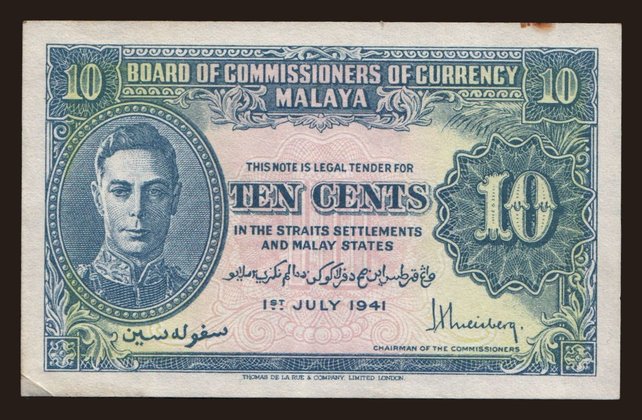 BOARD OF COMMISSIONERS OF CURRENCY
10 10
MALAYA
THIS NOTE IS LEGAL TENDER FOR
TEN CENTS
10
IN THE STRAITS SETTLEMENTS
AND MALAY STATES
1ST JULY 1941
سفوله سين
CHAIRMAN OF THE COMMISSIONERS
THOMAS DE LA RUE & COMPANY, LIMITED, LONDON.